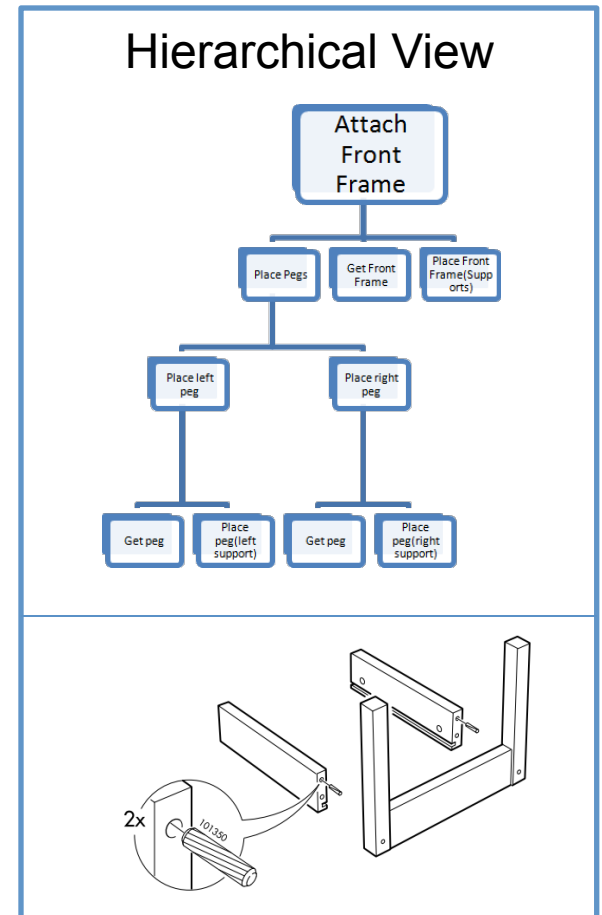 Hierarchical View
Attach
Front
Frame
Place Pegs
Get Front
Frame
Place Front
Frame(Supp
orts)
Place left
peg
Place right
peg
Get peg
Place
peg(left
support)
Get peg
Place
peg(right
support)
2x
101350